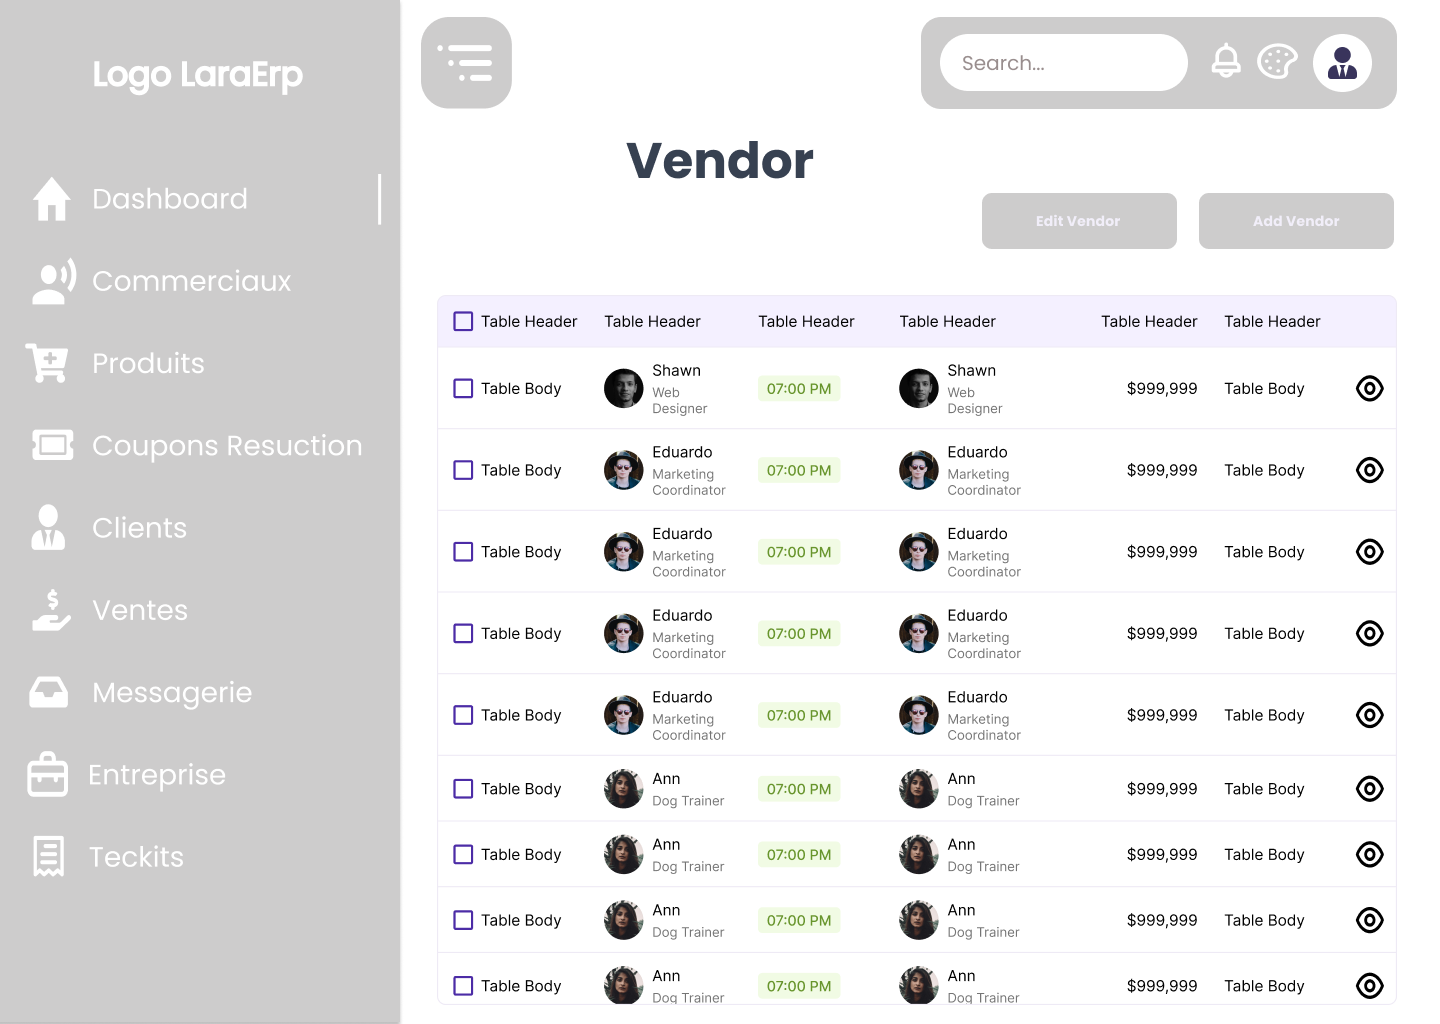 Logo LaraErp
Dashboard
Commerciaux
Produits
Coupons Resuction
Clients
Ventes
Messagerie
Entreprise
Teckits
Search...
Vendor
Edit Vendor Add Vendor
Table Header Table Header Table Header Table Header Table Header Table Header
Table Body Shawn Web Designer 07:00 PM Shawn Web Designer $999,999 Table Body
Table Body Eduardo Marketing Coordinator 07:00 PM Eduardo Marketing Coordinator $999,999 Table Body
Table Body Eduardo Marketing Coordinator 07:00 PM Eduardo Marketing Coordinator $999,999 Table Body
Table Body Eduardo Marketing Coordinator 07:00 PM Eduardo Marketing Coordinator $999,999 Table Body
Table Body Eduardo Marketing Coordinator 07:00 PM Eduardo Marketing Coordinator $999,999 Table Body
Table Body Ann Dog Trainer 07:00 PM Ann Dog Trainer $999,999 Table Body
Table Body Ann Dog Trainer 07:00 PM Ann Dog Trainer $999,999 Table Body
Table Body Ann Dog Trainer 07:00 PM Ann Dog Trainer $999,999 Table Body
Table Body Ann Dog Trainer 07:00 PM Ann Dog Trainer $999,999 Table Body